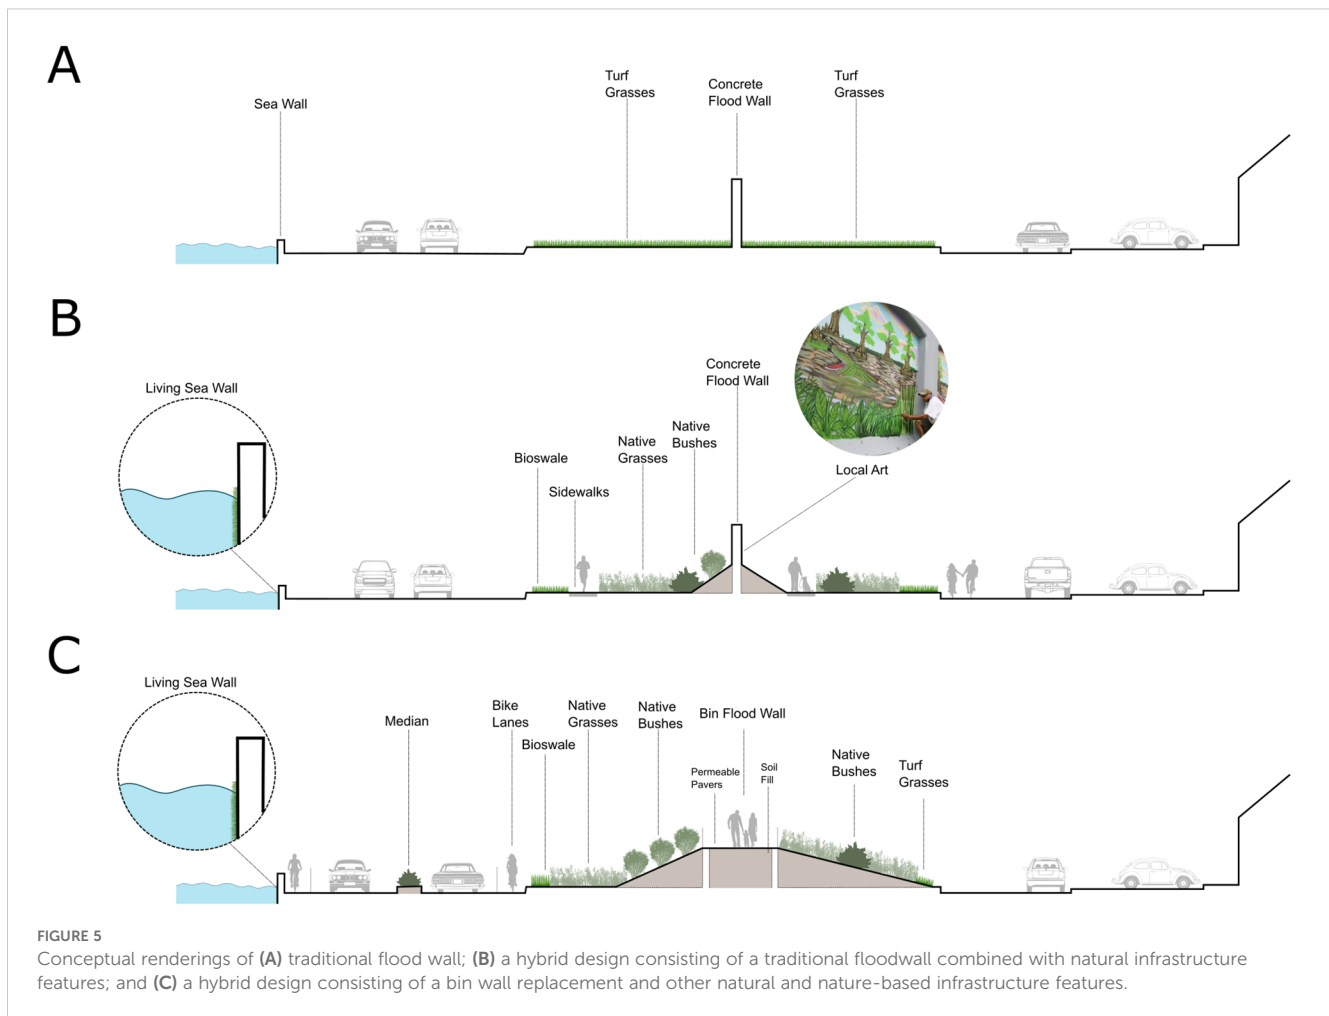 A
Sea Wall
Turf
Grasses
Concrete
Flood Wall
Turf
Grasses
B
Living Sea Wall
Bioswale
Sidewalks
Native
Grasses
Native
Bushes
Concrete
Flood Wall
Local Art
C
Living Sea Wall
Median
Bike
Lanes
Bioswale
Native
Grasses
Native
Bushes
Bin Flood Wall
Permeable
Pavers
Soil
Fill
Native
Bushes
Turf
Grasses
FIGURE 5
Conceptual renderings of (A) traditional flood wall; (B) a hybrid design consisting of a traditional floodwall combined with natural infrastructure
features; and (C) a hybrid design consisting of a bin wall replacement and other natural and nature-based infrastructure features.